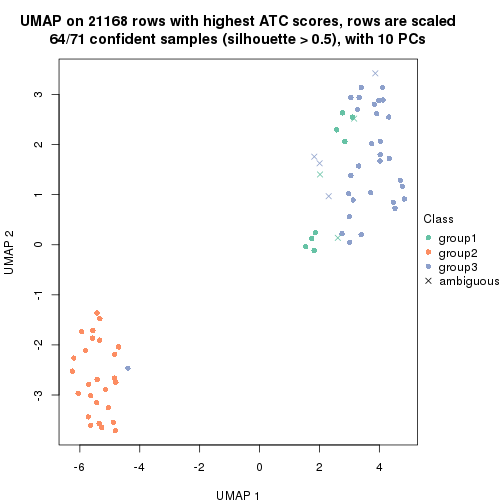 UMAP on 21168 rows with highest ATC scores, rows are scaled
64/71 confident samples (silhouette > 0.5), with 10 PCs
3
2
1
0
-1
-2
-3
UMAP 2
-6
-4
-2
0
2
4
UMAP 1
Class
group1
group2
group3
ambiguous